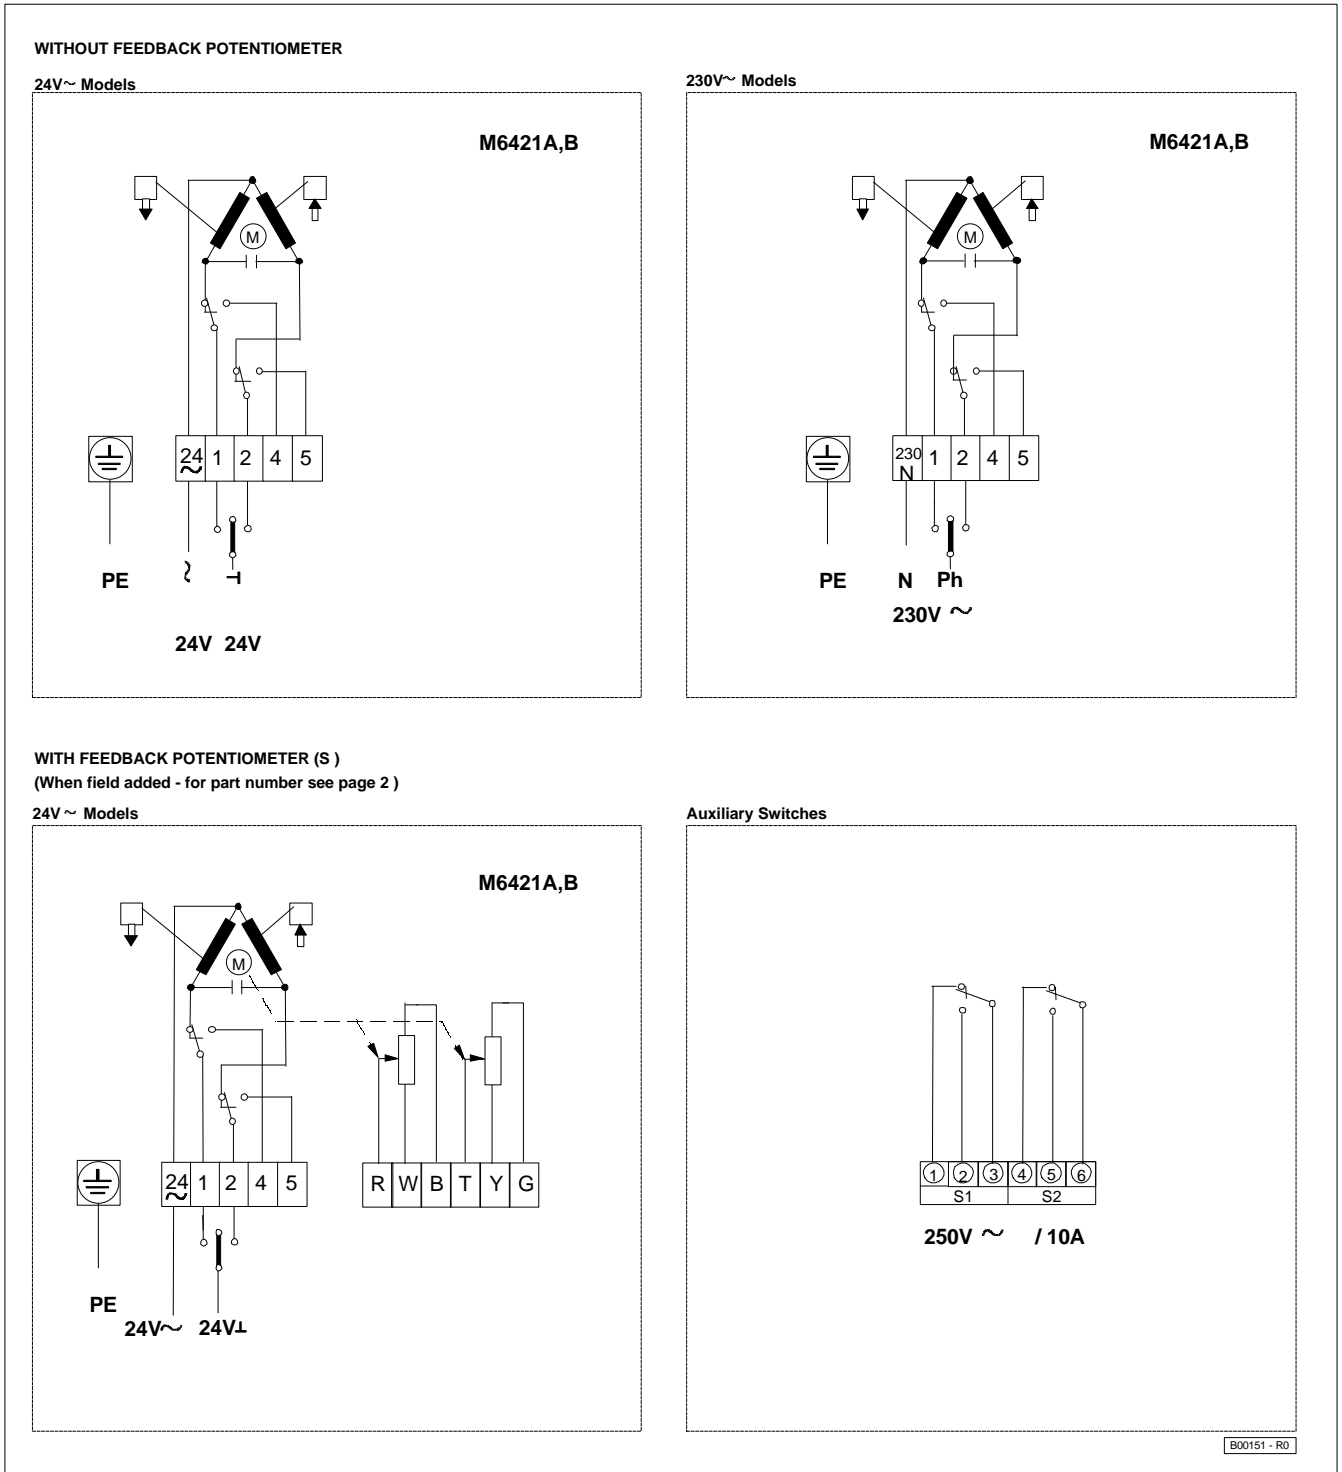 WITHOUT FEEDBACK POTENTIOMETER
24V~ Models
M6421A,B
M
24 ~ 1 2 4 5
PE ~ ⊥
24V 24V
230V~ Models
M6421A,B
M
230 N 1 2 4 5
PE N Ph
230V ~
WITH FEEDBACK POTENTIOMETER (S )
(When field added - for part number see page 2 )
24V ~ Models
M6421A,B
M
24 ~ 1 2 4 5
R W B T Y G
PE
24V~ 24V⊥
Auxiliary Switches
1 2 3 4 5 6
S1 S2
250V ~ / 10A
B00151 - R0